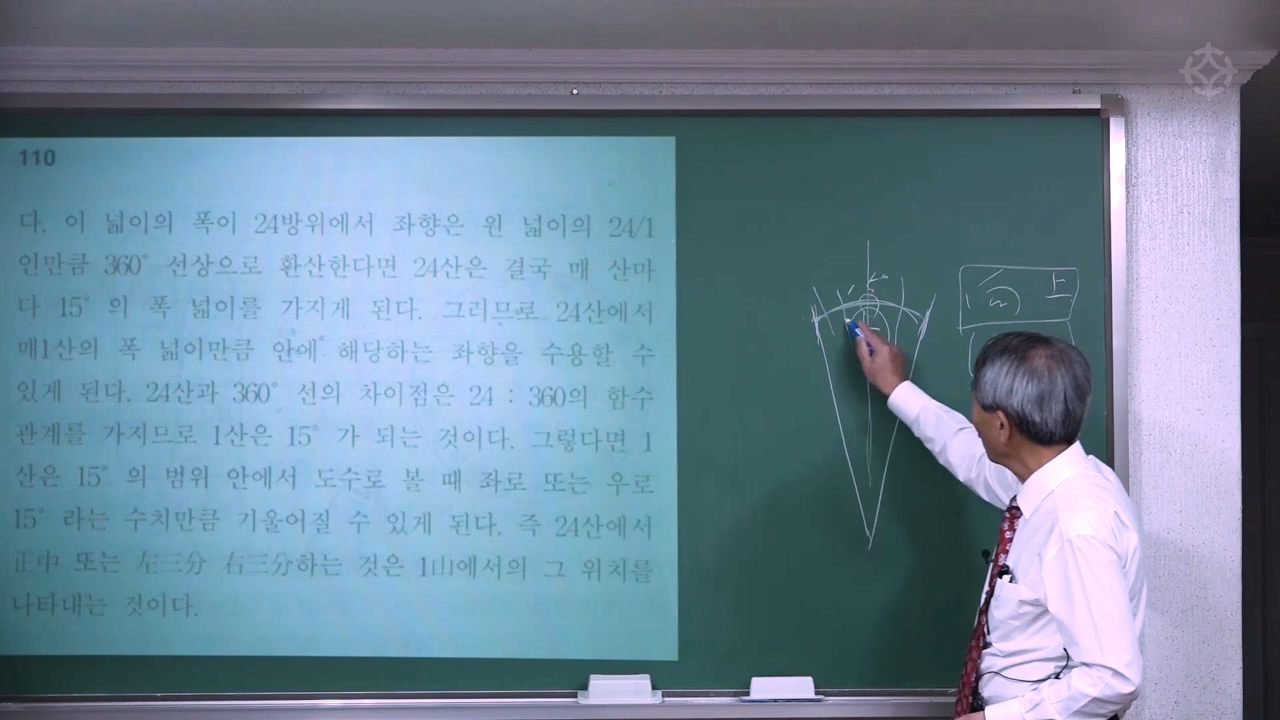 110
다. 이 넓이의 폭이 24방위에서 좌향은 원 넓이의 24/1
인만큼 360° 선상으로 환산한다면 24산은 결국 매 산마
다 15° 의 폭 넓이를 가지게 된다. 그러므로 24산에서
매1산의 폭 넓이만큼 안에 해당하는 좌향을 수용할 수
있게 된다. 24산과 360° 선의 차이점은 24 : 360의 함수
관계를 가지므로 1산은 15° 가 되는 것이다. 그렇다면 1
산은 15° 의 범위 안에서 도수로 볼 때 좌로 또는 우로
15° 라는 수치만큼 기울어질 수 있게 된다. 즉 24산에서
正中 또는 左三分 右三分하는 것은 1山에서의 그 위치를
나타내는 것이다.